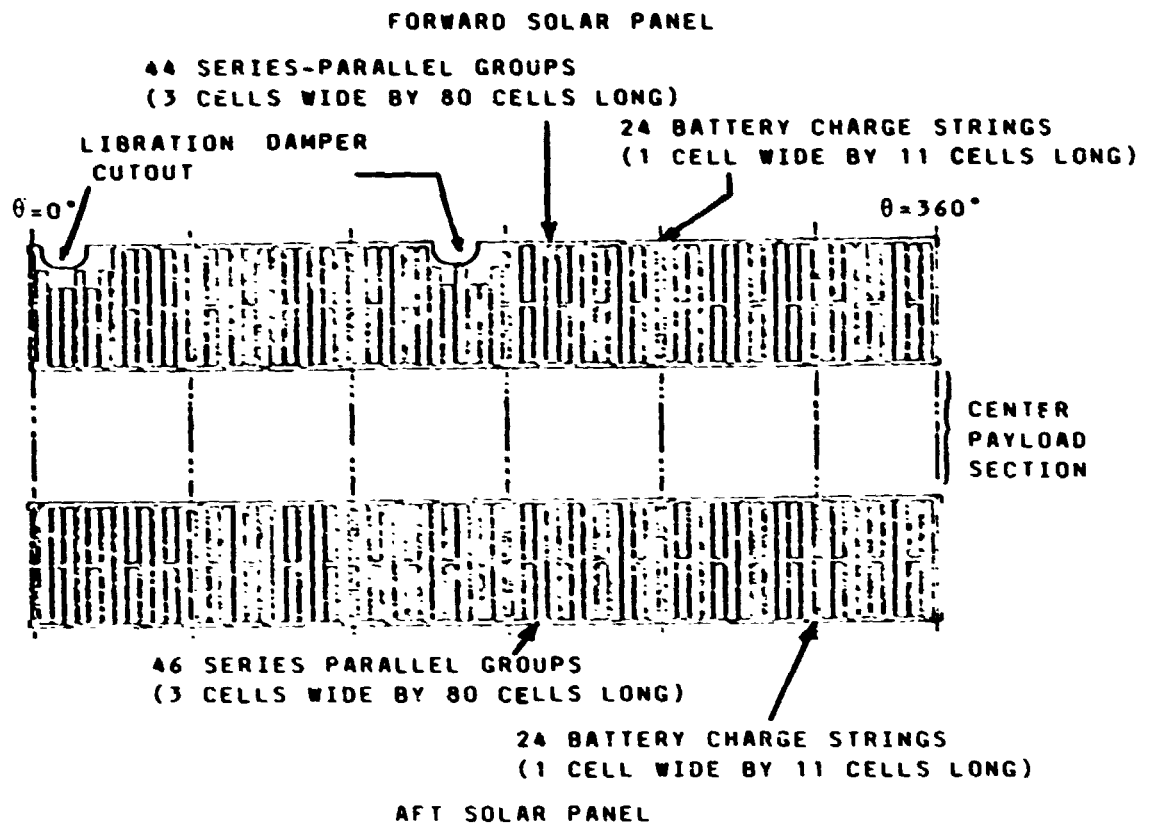 FORWARD SOLAR PANEL
44 SERIES-PARALLEL GROUPS
(3 CELLS WIDE BY 80 CELLS LONG)
24 BATTERY CHARGE STRINGS
(1 CELL WIDE BY 11 CELLS LONG)
LIBRATION DAMPER
CUTOUT
θ=0°
θ=360°
CENTER
PAYLOAD
SECTION
46 SERIES PARALLEL GROUPS
(3 CELLS WIDE BY 80 CELLS LONG)
24 BATTERY CHARGE STRINGS
(1 CELL WIDE BY 11 CELLS LONG)
AFT SOLAR PANEL